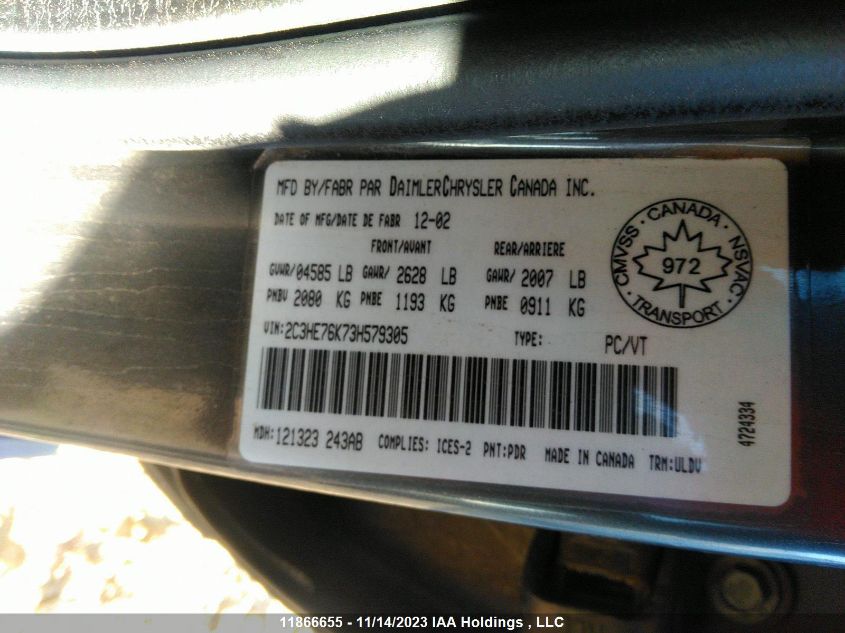 MFD BY/FABR PAR DAIMLERCHRYSLER CANADA INC.
DATE OF MFG/DATE DE FABR 12-02
FRONT/AVANT REAR/ARRIERE
GVWR/04585 LB GAWR/ 2628 LB GAWR/ 2007 LB
PNBV 2080 KG PNBE 1193 KG PNBE 0911 KG
VIN:2C3HE76K73H579305 TYPE: PC/VT
MDH:121323 243AB COMPLIES: ICES-2 PNT:PDR MADE IN CANADA TRM:ULDV
4724334
CMVSS · CANADA · NSVAC
972
· TRANSPORT ·
11866655 - 11/14/2023 IAA Holdings , LLC